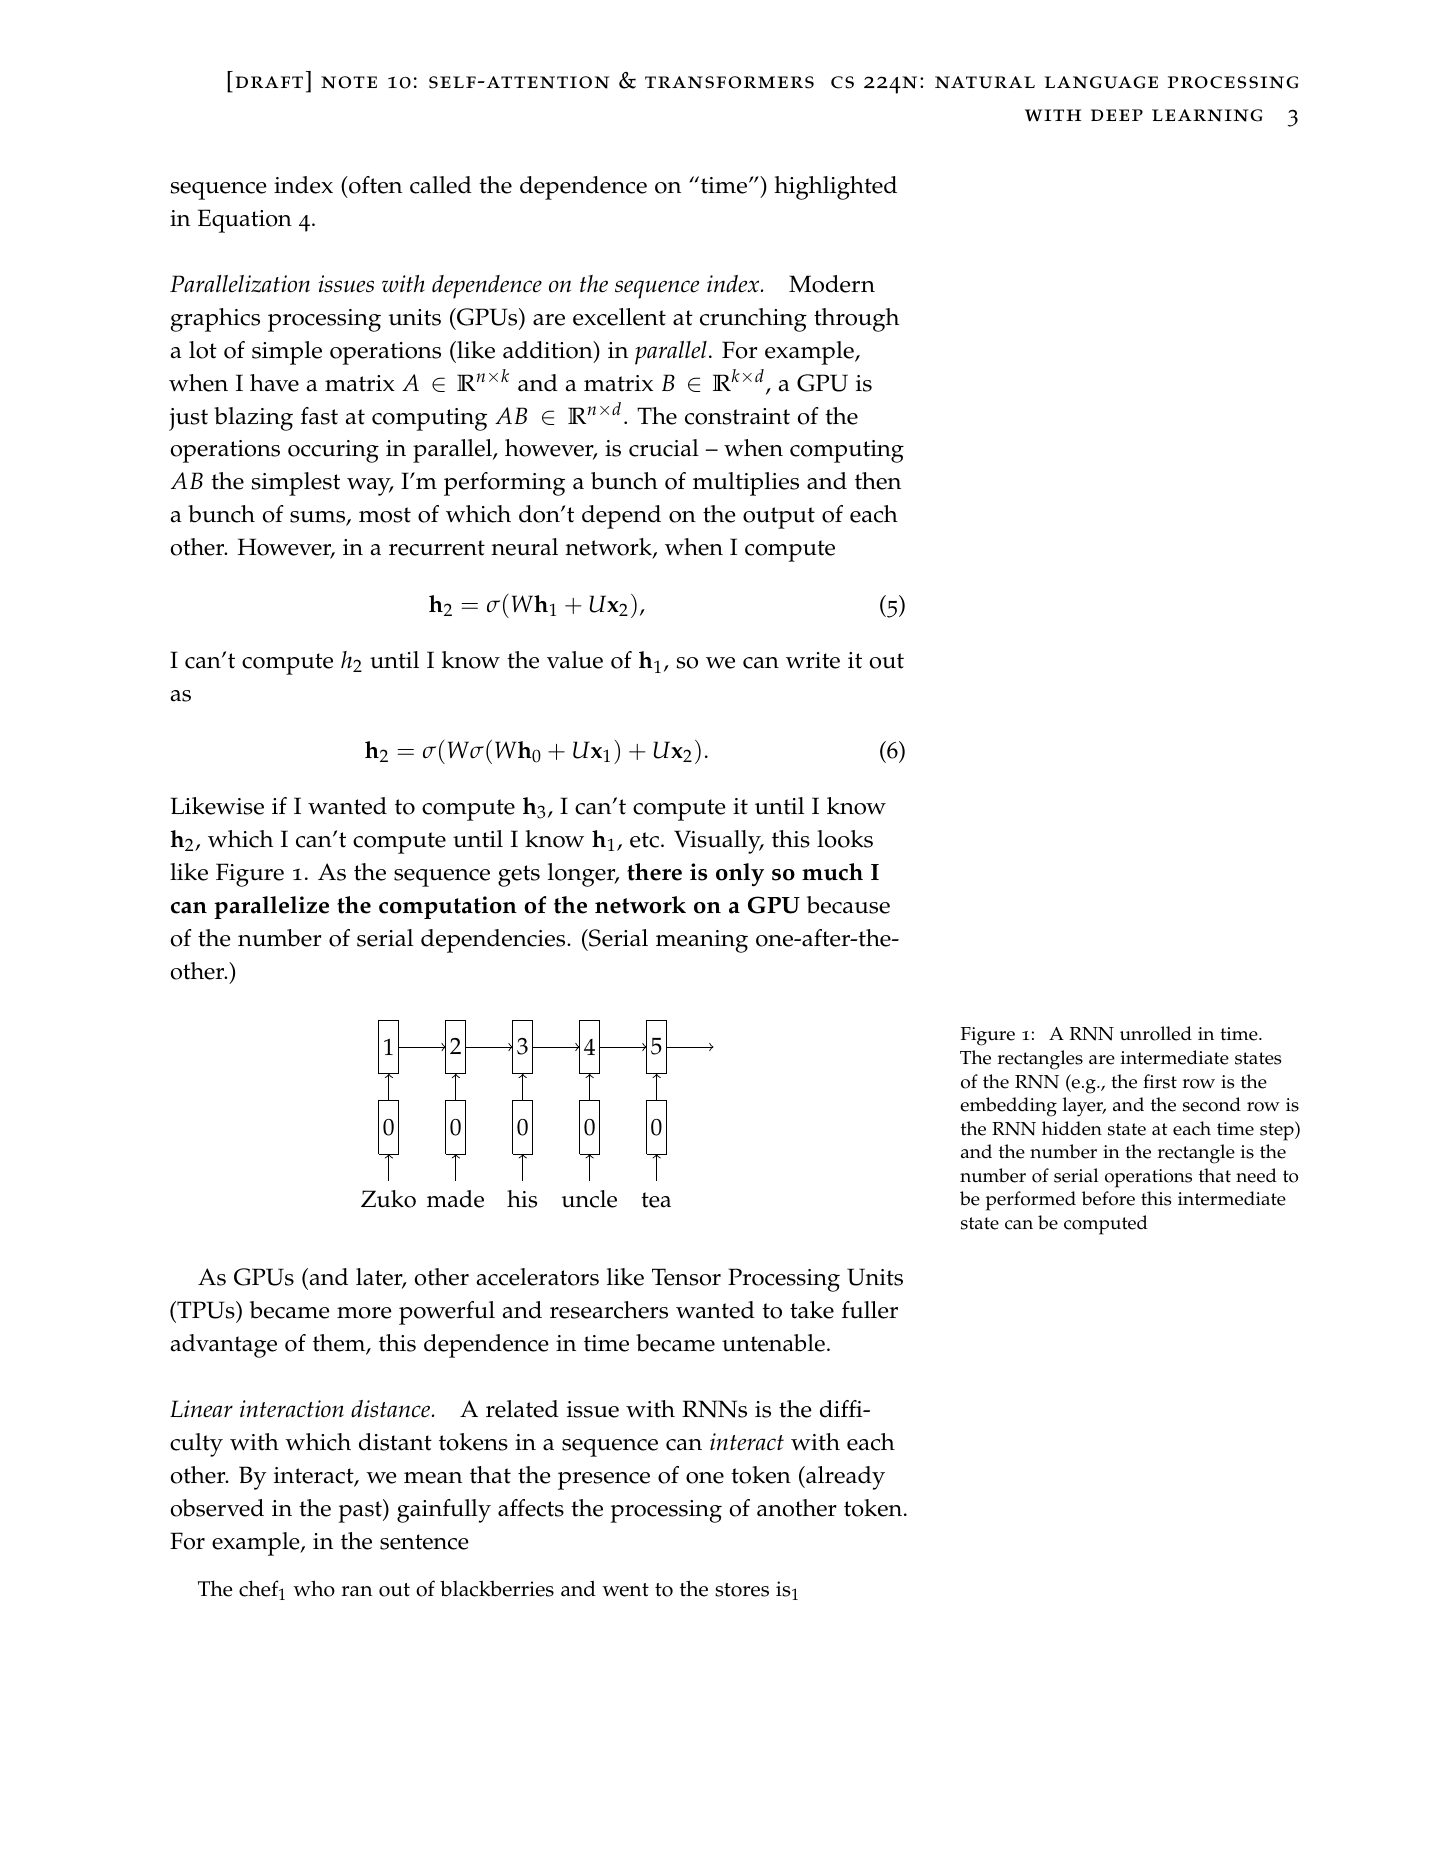 [DRAFT] NOTE 10: SELF-ATTENTION & TRANSFORMERS CS 224N: NATURAL LANGUAGE PROCESSING
WITH DEEP LEARNING 3
sequence index (often called the dependence on “time”) highlighted
in Equation 4.
Parallelization issues with dependence on the sequence index. Modern
graphics processing units (GPUs) are excellent at crunching through
a lot of simple operations (like addition) in parallel. For example,
when I have a matrix A ∈ ℝⁿˣᵏ and a matrix B ∈ ℝᵏˣᵈ, a GPU is
just blazing fast at computing AB ∈ ℝⁿˣᵈ. The constraint of the
operations occuring in parallel, however, is crucial – when computing
AB the simplest way, I’m performing a bunch of multiplies and then
a bunch of sums, most of which don’t depend on the output of each
other. However, in a recurrent neural network, when I compute
h₂ = σ(Wh₁ + Ux₂), (5)
I can’t compute h₂ until I know the value of h₁, so we can write it out
as
h₂ = σ(Wσ(Wh₀ + Ux₁) + Ux₂). (6)
Likewise if I wanted to compute h₃, I can’t compute it until I know
h₂, which I can’t compute until I know h₁, etc. Visually, this looks
like Figure 1. As the sequence gets longer, there is only so much I
can parallelize the computation of the network on a GPU because
of the number of serial dependencies. (Serial meaning one-after-the-
other.)
1 2 3 4 5
0 0 0 0 0
Zuko made his uncle tea
Figure 1: A RNN unrolled in time.
The rectangles are intermediate states
of the RNN (e.g., the first row is the
embedding layer, and the second row is
the RNN hidden state at each time step)
and the number in the rectangle is the
number of serial operations that need to
be performed before this intermediate
state can be computed
As GPUs (and later, other accelerators like Tensor Processing Units
(TPUs) became more powerful and researchers wanted to take fuller
advantage of them, this dependence in time became untenable.
Linear interaction distance. A related issue with RNNs is the diffi-
culty with which distant tokens in a sequence can interact with each
other. By interact, we mean that the presence of one token (already
observed in the past) gainfully affects the processing of another token.
For example, in the sentence
The chef₁ who ran out of blackberries and went to the stores is₁